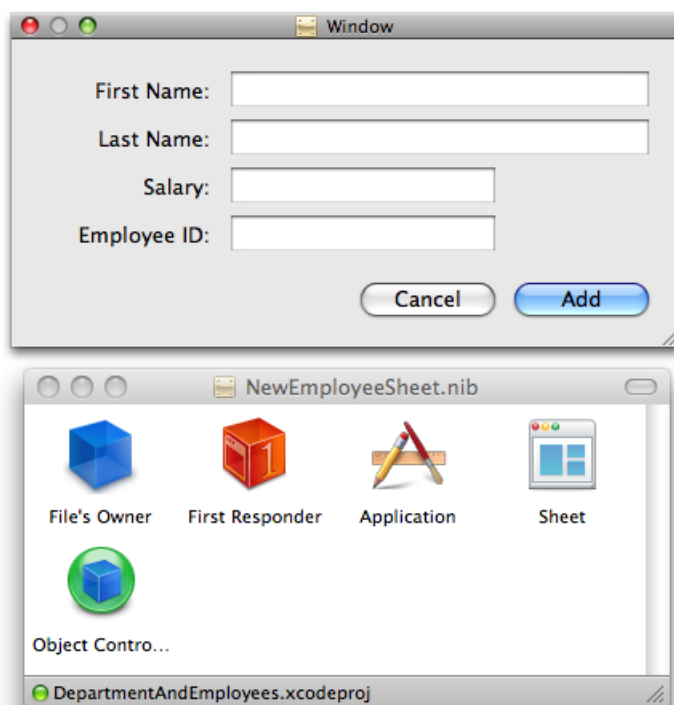 Window
First Name:
Last Name:
Salary:
Employee ID:
Cancel Add
NewEmployeeSheet.nib
1
File's Owner First Responder Application Sheet
Object Contro...
DepartmentAndEmployees.xcodeproj